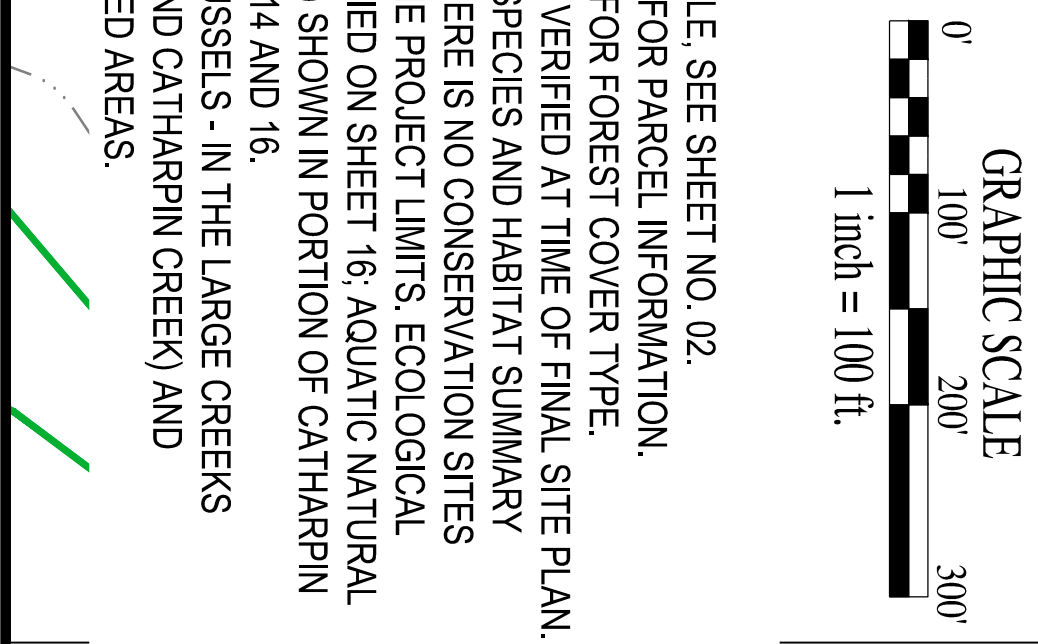 GRAPHIC SCALE
0' 100' 200' 300'
1 inch = 100 ft.
LE, SEE SHEET NO. 02.
FOR PARCEL INFORMATION.
FOR FOREST COVER TYPE.
VERIFIED AT TIME OF FINAL SITE PLAN.
SPECIES AND HABITAT SUMMARY
ERE IS NO CONSERVATION SITES
E PROJECT LIMITS. ECOLOGICAL
IED ON SHEET 16; AQUATIC NATURAL
SHOWN IN PORTION OF CATHARPIN
14 AND 16.
USSELS - IN THE LARGE CREEKS
ND CATHARPIN CREEK) AND
ED AREAS.